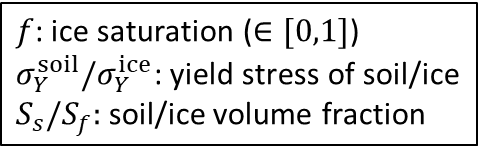 f: ice saturation (∈ [0,1])
σ_Y^soil/σ_Y^ice: yield stress of soil/ice
S_s/S_f: soil/ice volume fraction